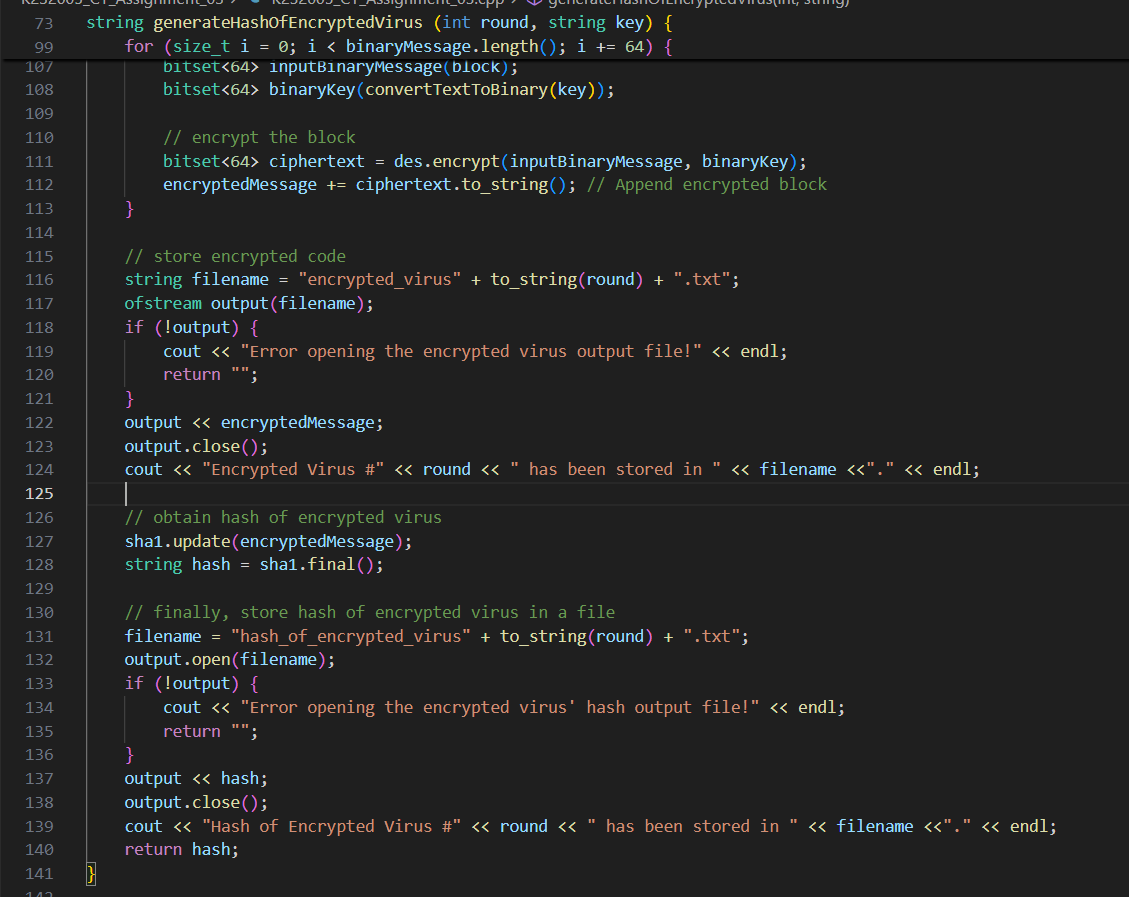 generateHashOfEncryptedVirus(int, string)
73 string generateHashOfEncryptedVirus (int round, string key) {
99 for (size_t i = 0; i < binaryMessage.length(); i += 64) {
107 bitset<64> inputBinaryMessage(block);
108 bitset<64> binaryKey(convertTextToBinary(key));
109
110 // encrypt the block
111 bitset<64> ciphertext = des.encrypt(inputBinaryMessage, binaryKey);
112 encryptedMessage += ciphertext.to_string(); // Append encrypted block
113 }
114
115 // store encrypted code
116 string filename = "encrypted_virus" + to_string(round) + ".txt";
117 ofstream output(filename);
118 if (!output) {
119 cout << "Error opening the encrypted virus output file!" << endl;
120 return "";
121 }
122 output << encryptedMessage;
123 output.close();
124 cout << "Encrypted Virus #" << round << " has been stored in " << filename <<"." << endl;
125
126 // obtain hash of encrypted virus
127 sha1.update(encryptedMessage);
128 string hash = sha1.final();
129
130 // finally, store hash of encrypted virus in a file
131 filename = "hash_of_encrypted_virus" + to_string(round) + ".txt";
132 output.open(filename);
133 if (!output) {
134 cout << "Error opening the encrypted virus' hash output file!" << endl;
135 return "";
136 }
137 output << hash;
138 output.close();
139 cout << "Hash of Encrypted Virus #" << round << " has been stored in " << filename <<"." << endl;
140 return hash;
141 }